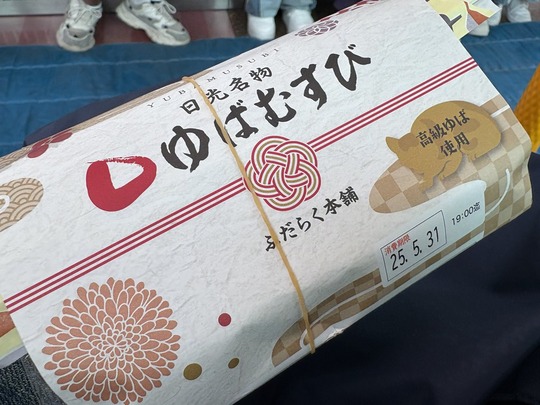 YUBAMUSUBI
日光名物
ゆばむすび
ふだらく本舗
高級ゆば
使用
消費期限
25. 5. 31
19:00迄